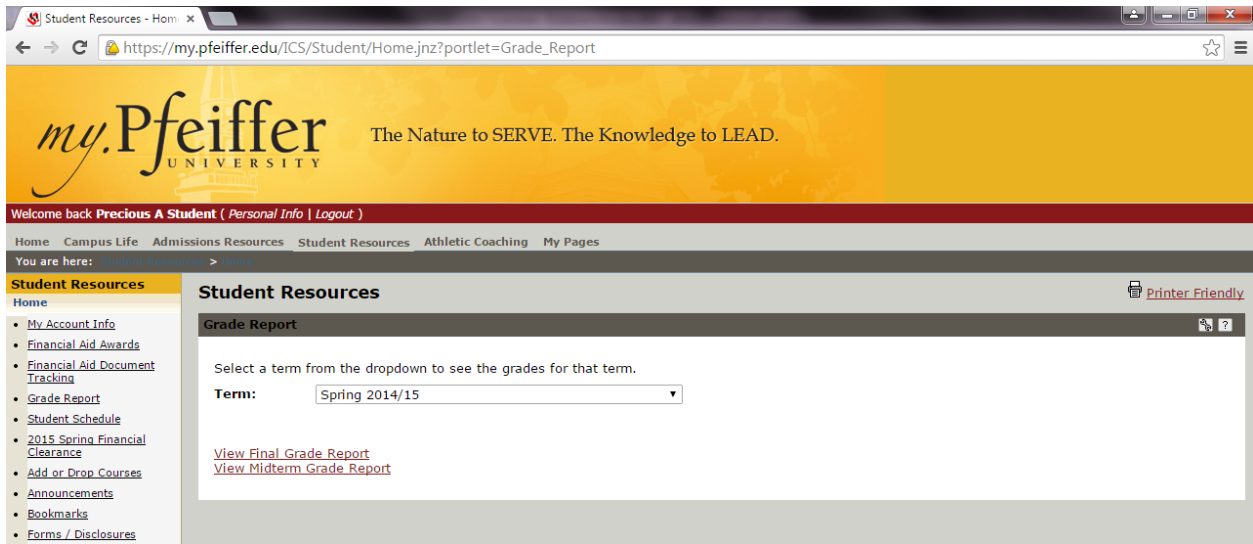 Student Resources - Hom
https://my.pfeiffer.edu/ICS/Student/Home.jnz?portlet=Grade_Report
my.Pfeiffer
UNIVERSITY
The Nature to SERVE. The Knowledge to LEAD.
Welcome back Precious A Student ( Personal Info | Logout )
Home Campus Life Admissions Resources Student Resources Athletic Coaching My Pages
You are here: Student Resources > Home
Student Resources
Home
• My Account Info
• Financial Aid Awards
• Financial Aid Document
Tracking
• Grade Report
• Student Schedule
• 2015 Spring Financial
Clearance
• Add or Drop Courses
• Announcements
• Bookmarks
• Forms / Disclosures
Student Resources
Printer Friendly
Grade Report
?
Select a term from the dropdown to see the grades for that term.
Term: Spring 2014/15
View Final Grade Report
View Midterm Grade Report